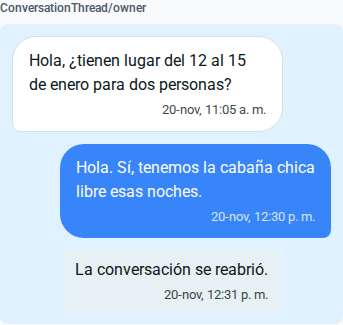 ConversationThread/owner
Hola, ¿tienen lugar del 12 al 15
de enero para dos personas?
20-nov, 11:05 a. m.
Hola. Sí, tenemos la cabaña chica
libre esas noches.
20-nov, 12:30 p. m.
La conversación se reabrió.
20-nov, 12:31 p. m.